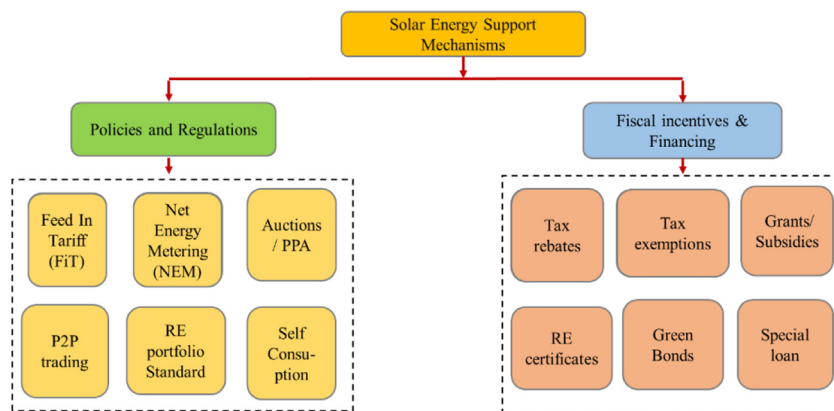 Solar Energy Support
Mechanisms
Policies and Regulations
Fiscal incentives &
Financing
Feed In
Tariff
(FiT)
Net
Energy
Metering
(NEM)
Auctions
/ PPA
P2P
trading
RE
portfolio
Standard
Self
Consu-
ption
Tax
rebates
Tax
exemptions
Grants/
Subsidies
RE
certificates
Green
Bonds
Special
loan